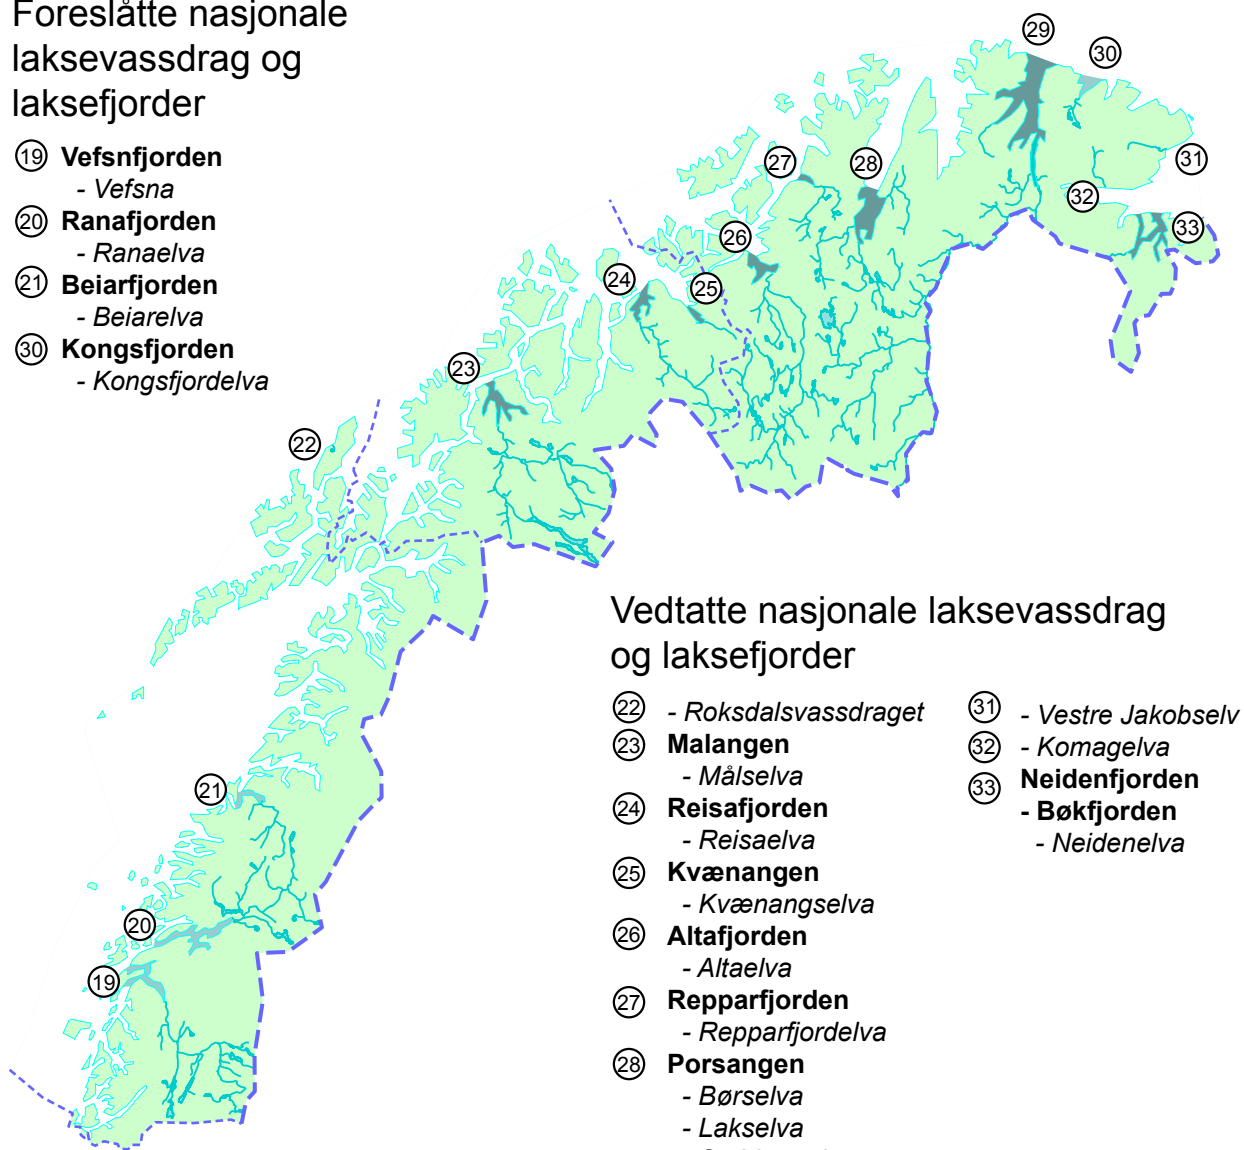 Foreslåtte nasjonale
laksevassdrag og
laksefjorder
19 Vefsnfjorden
- Vefsna
20 Ranafjorden
- Ranaelva
21 Beiarfjorden
- Beiarelva
30 Kongsfjorden
- Kongsfjordelva
29
30
31
32
33
27
28
26
25
24
23
22
21
20
19
Vedtatte nasjonale laksevassdrag
og laksefjorder
22 - Roksdalsvassdraget
23 Malangen
- Målselva
24 Reisafjorden
- Reisaelva
25 Kvænangen
- Kvænangselva
26 Altafjorden
- Altaelva
27 Repparfjorden
- Repparfjordelva
28 Porsangen
- Børselva
- Lakselva
31 - Vestre Jakobselv
32 - Komagelva
33 Neidenfjorden
- Bøkfjorden
- Neidenelva